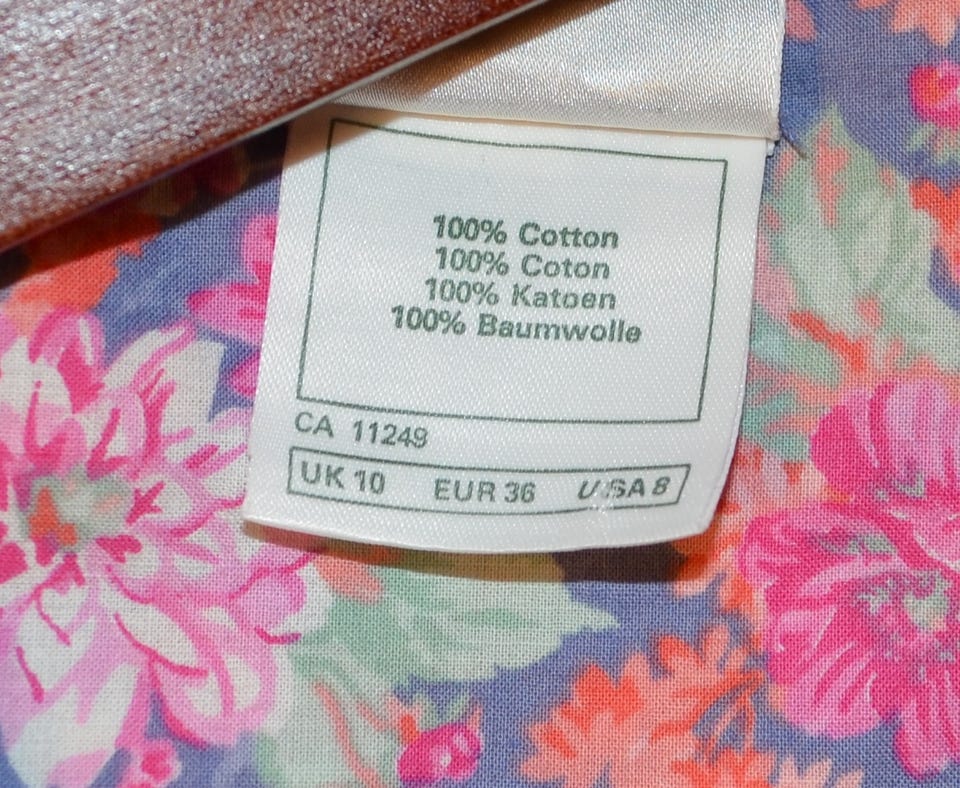 100% Cotton
100% Coton
100% Katoen
100% Baumwolle
CA 11249
UK 10 EUR 36 USA 8